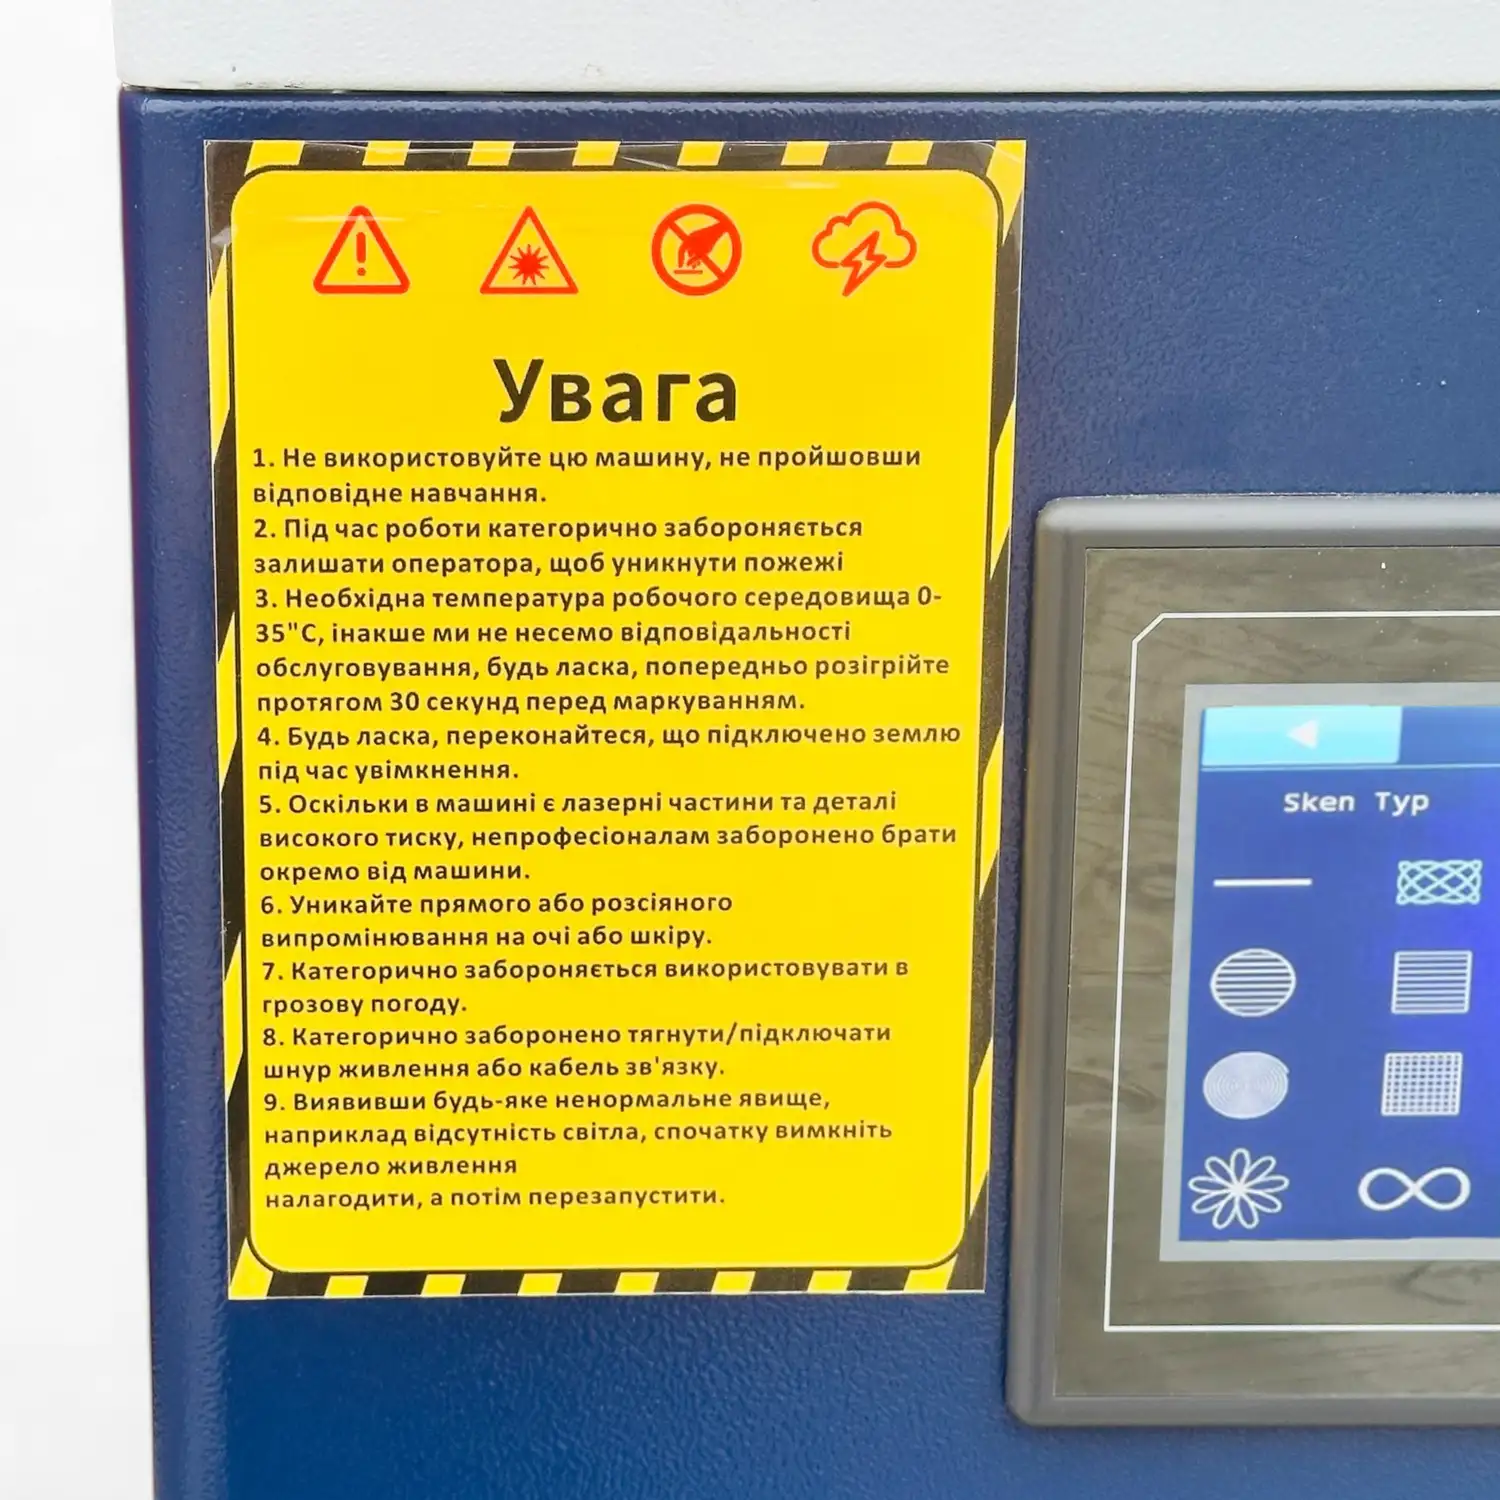 Увага
1. Не використовуйте цю машину, не пройшовши
відповідне навчання.
2. Під час роботи категорично забороняється
залишати оператора, щоб уникнути пожежі
3. Необхідна температура робочого середовища 0-
35"C, інакше ми не несемо відповідальності
обслуговування, будь ласка, попередньо розігрійте
протягом 30 секунд перед маркуванням.
4. Будь ласка, переконайтеся, що підключено землю
під час увімкнення.
5. Оскільки в машині є лазерні частини та деталі
високого тиску, непрофесіоналам заборонено брати
окремо від машини.
6. Уникайте прямого або розсіяного
випромінювання на очі або шкіру.
7. Категорично забороняється використовувати в
грозову погоду.
8. Категорично заборонено тягнути/підключати
шнур живлення або кабель зв'язку.
9. Виявивши будь-яке ненормальне явище,
наприклад відсутність світла, спочатку вимкніть
джерело живлення
налагодити, а потім перезапустити.
Sken Typ